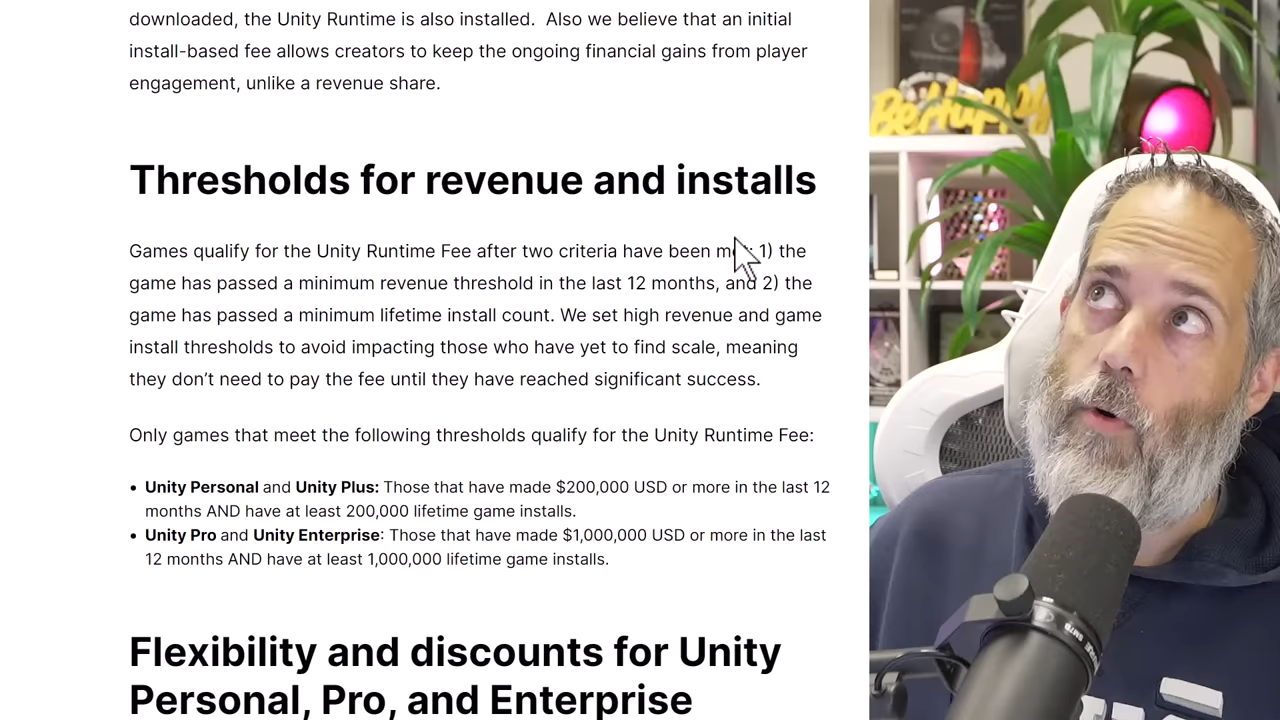 downloaded, the Unity Runtime is also installed.  Also we believe that an initial
install-based fee allows creators to keep the ongoing financial gains from player
engagement, unlike a revenue share.
Thresholds for revenue and installs
Games qualify for the Unity Runtime Fee after two criteria have been met: 1) the
game has passed a minimum revenue threshold in the last 12 months, and 2) the
game has passed a minimum lifetime install count. We set high revenue and game
install thresholds to avoid impacting those who have yet to find scale, meaning
they don’t need to pay the fee until they have reached significant success.
Only games that meet the following thresholds qualify for the Unity Runtime Fee:
• Unity Personal and Unity Plus: Those that have made $200,000 USD or more in the last 12
months AND have at least 200,000 lifetime game installs.
• Unity Pro and Unity Enterprise: Those that have made $1,000,000 USD or more in the last
12 months AND have at least 1,000,000 lifetime game installs.
Flexibility and discounts for Unity
Personal, Pro, and Enterprise
BeHappy
SM7B